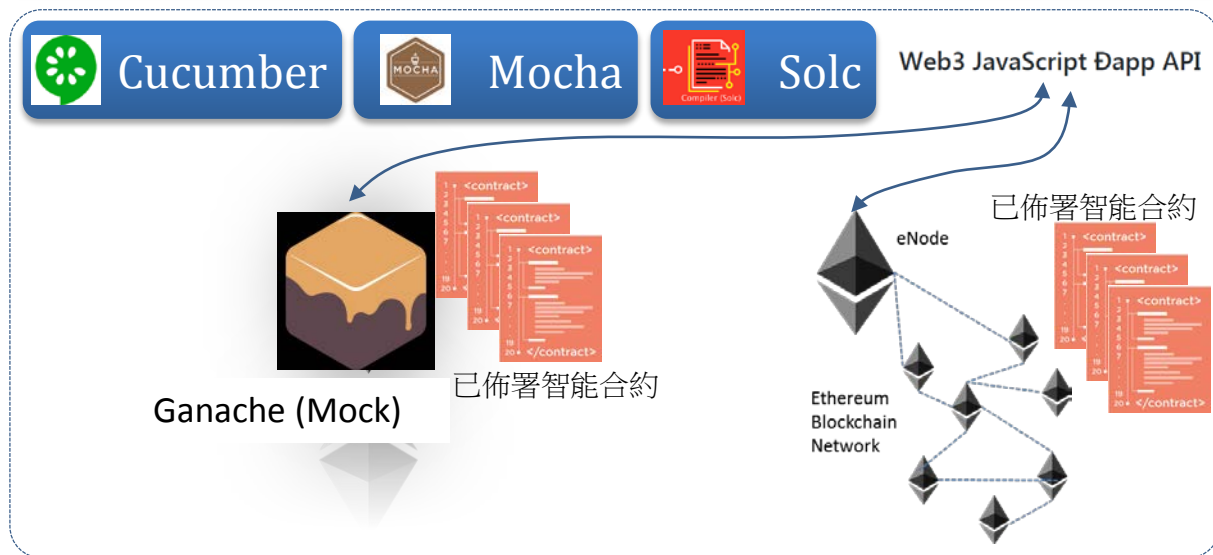 Cucumber
MOCHA
Mocha
Compiler (Solc)
Solc
Web3 JavaScript Ðapp API
<contract>
<contract>
<contract>
</contract>
已佈署智能合約
Ganache (Mock)
eNode
已佈署智能合約
<contract>
<contract>
<contract>
</contract>
Ethereum
Blockchain
Network